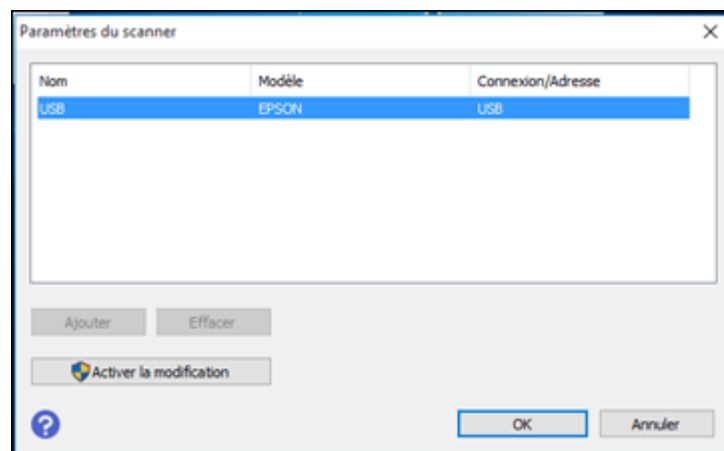 Paramètres du scanner
Nom Modèle Connexion/Adresse
USB EPSON USB
Ajouter Effacer
Activer la modification
? OK Annuler